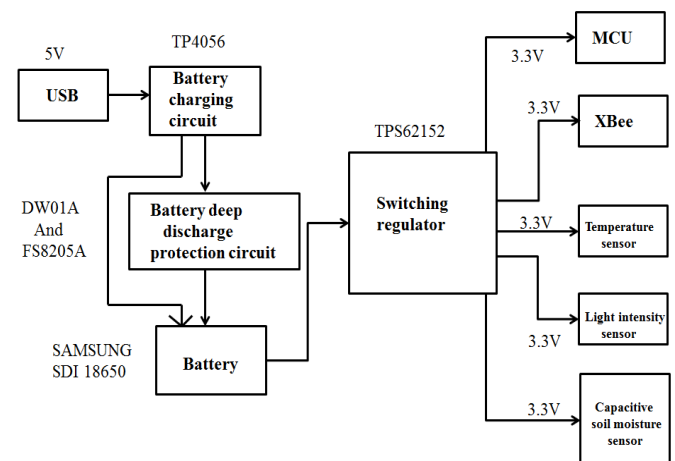 5V
USB
TP4056
Battery
charging
circuit
DW01A
And
FS8205A
Battery deep
discharge
protection circuit
SAMSUNG
SDI 18650
Battery
TPS62152
Switching
regulator
3.3V
MCU
3.3V
XBee
3.3V
Temperature
sensor
3.3V
Light intensity
sensor
3.3V
Capacitive
soil moisture
sensor